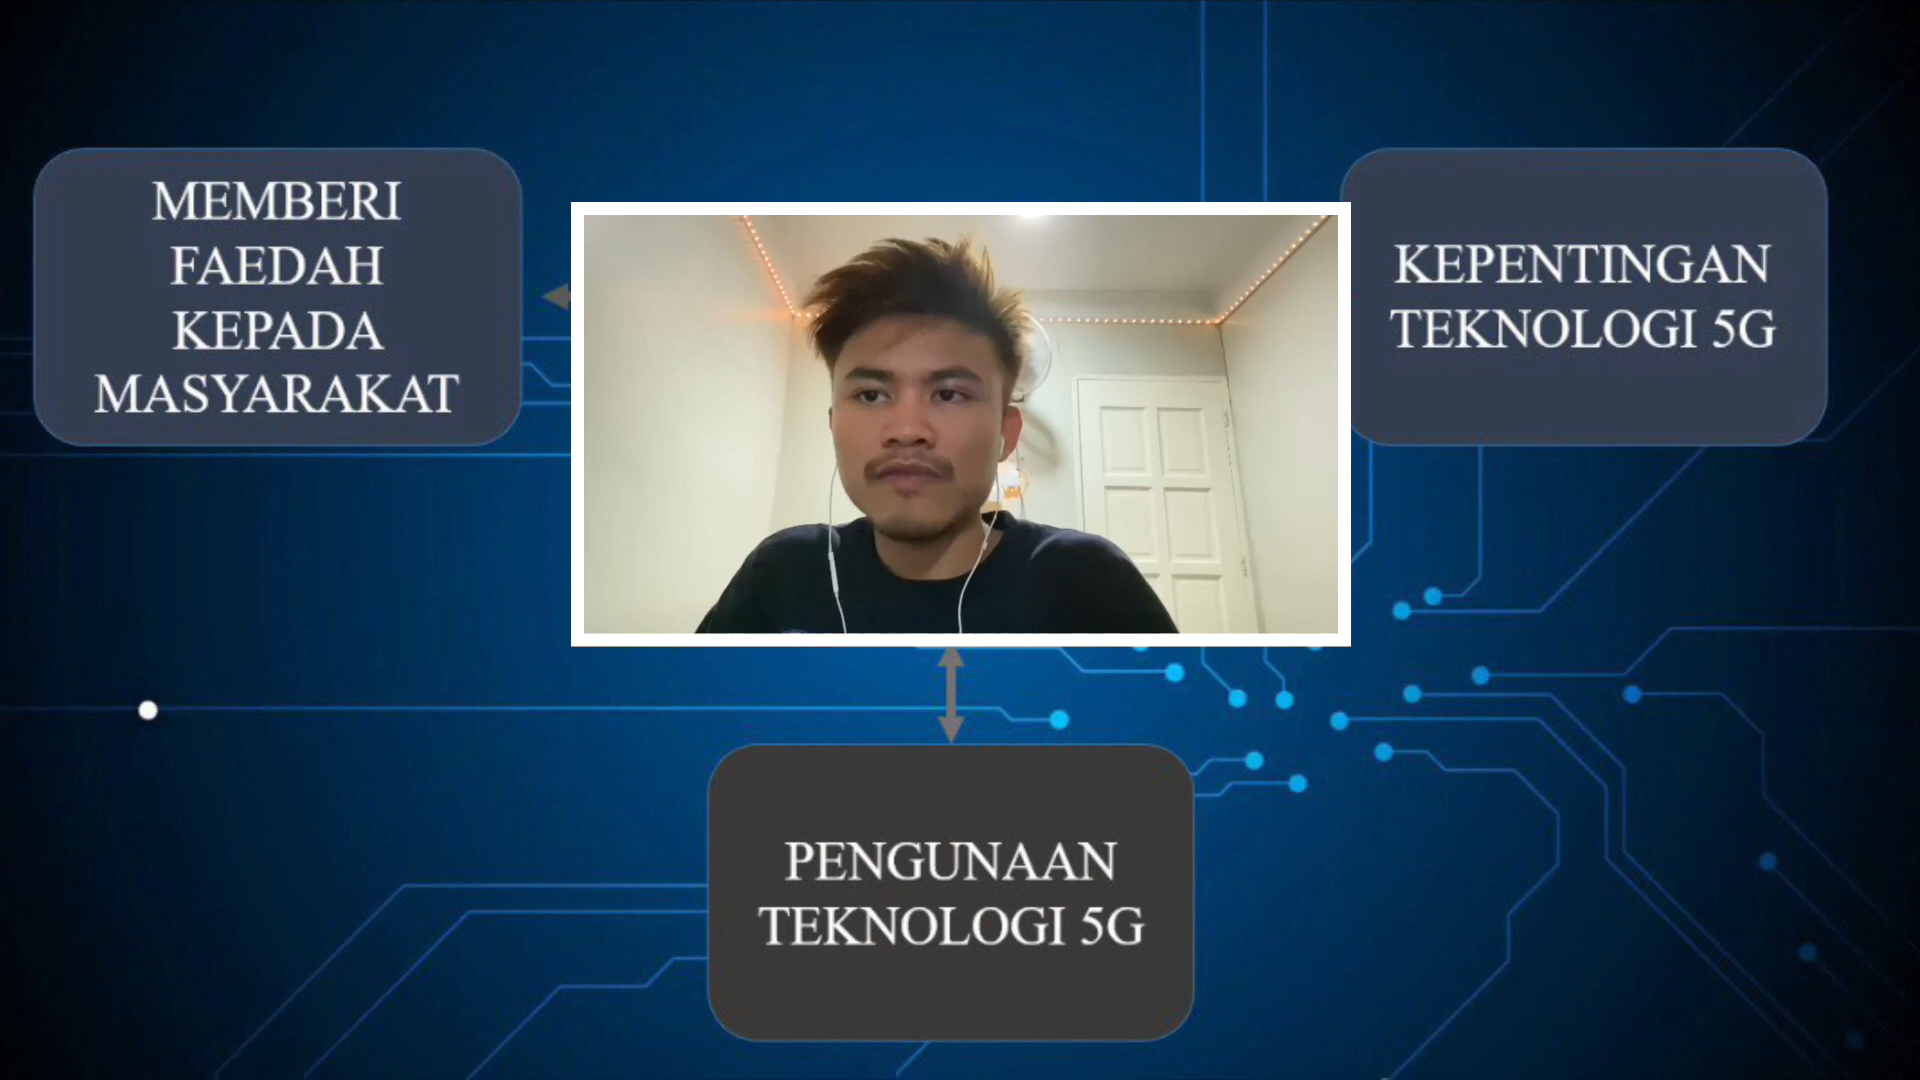 MEMBERI
FAEDAH
KEPADA
MASYARAKAT
KEPENTINGAN
TEKNOLOGI 5G
PENGUNAAN
TEKNOLOGI 5G